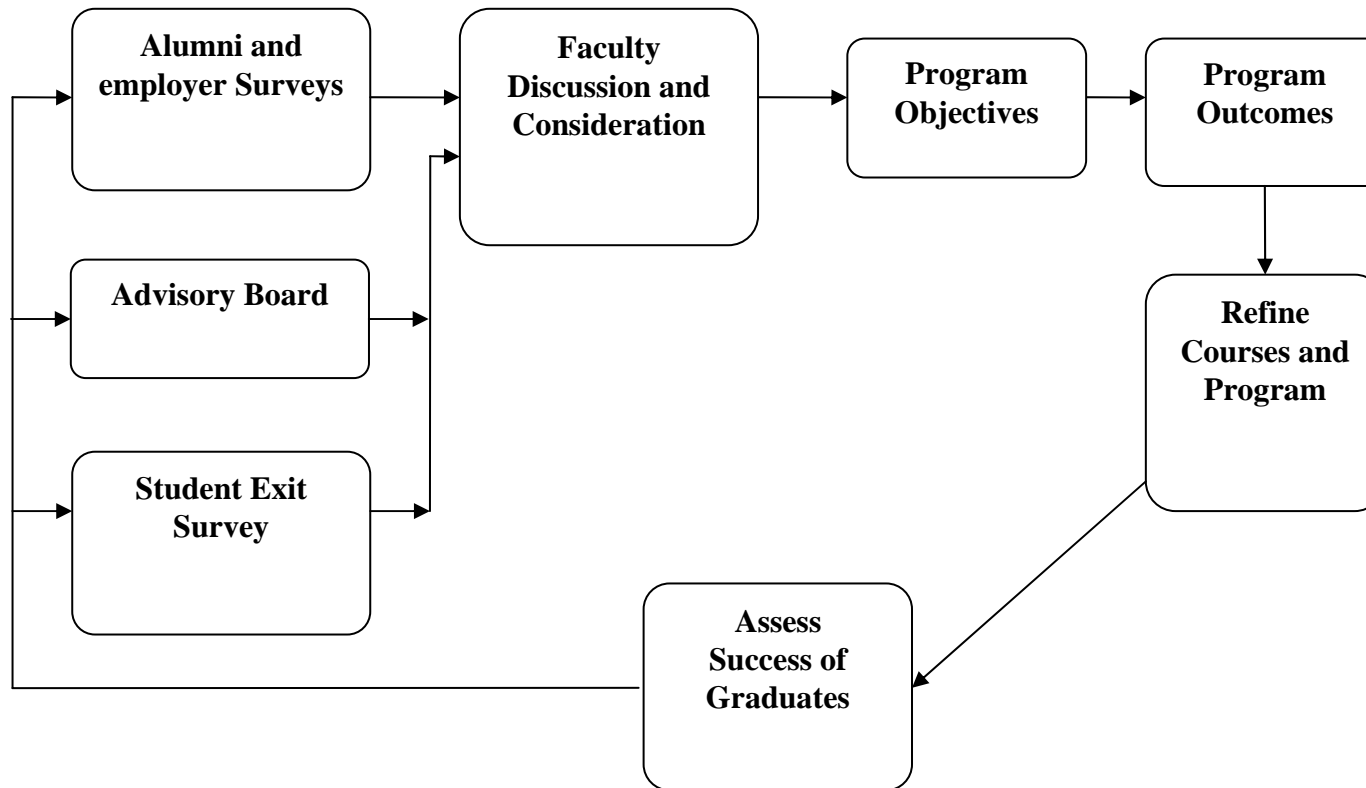 Alumni and
employer Surveys
Faculty
Discussion and
Consideration
Program
Objectives
Program
Outcomes
Advisory Board
Refine
Courses and
Program
Student Exit
Survey
Assess
Success of
Graduates